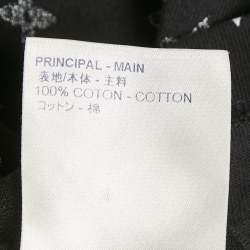 PRINCIPAL - MAIN
表地/本体 - 主料
100% COTON - COTTON
コットン - 棉